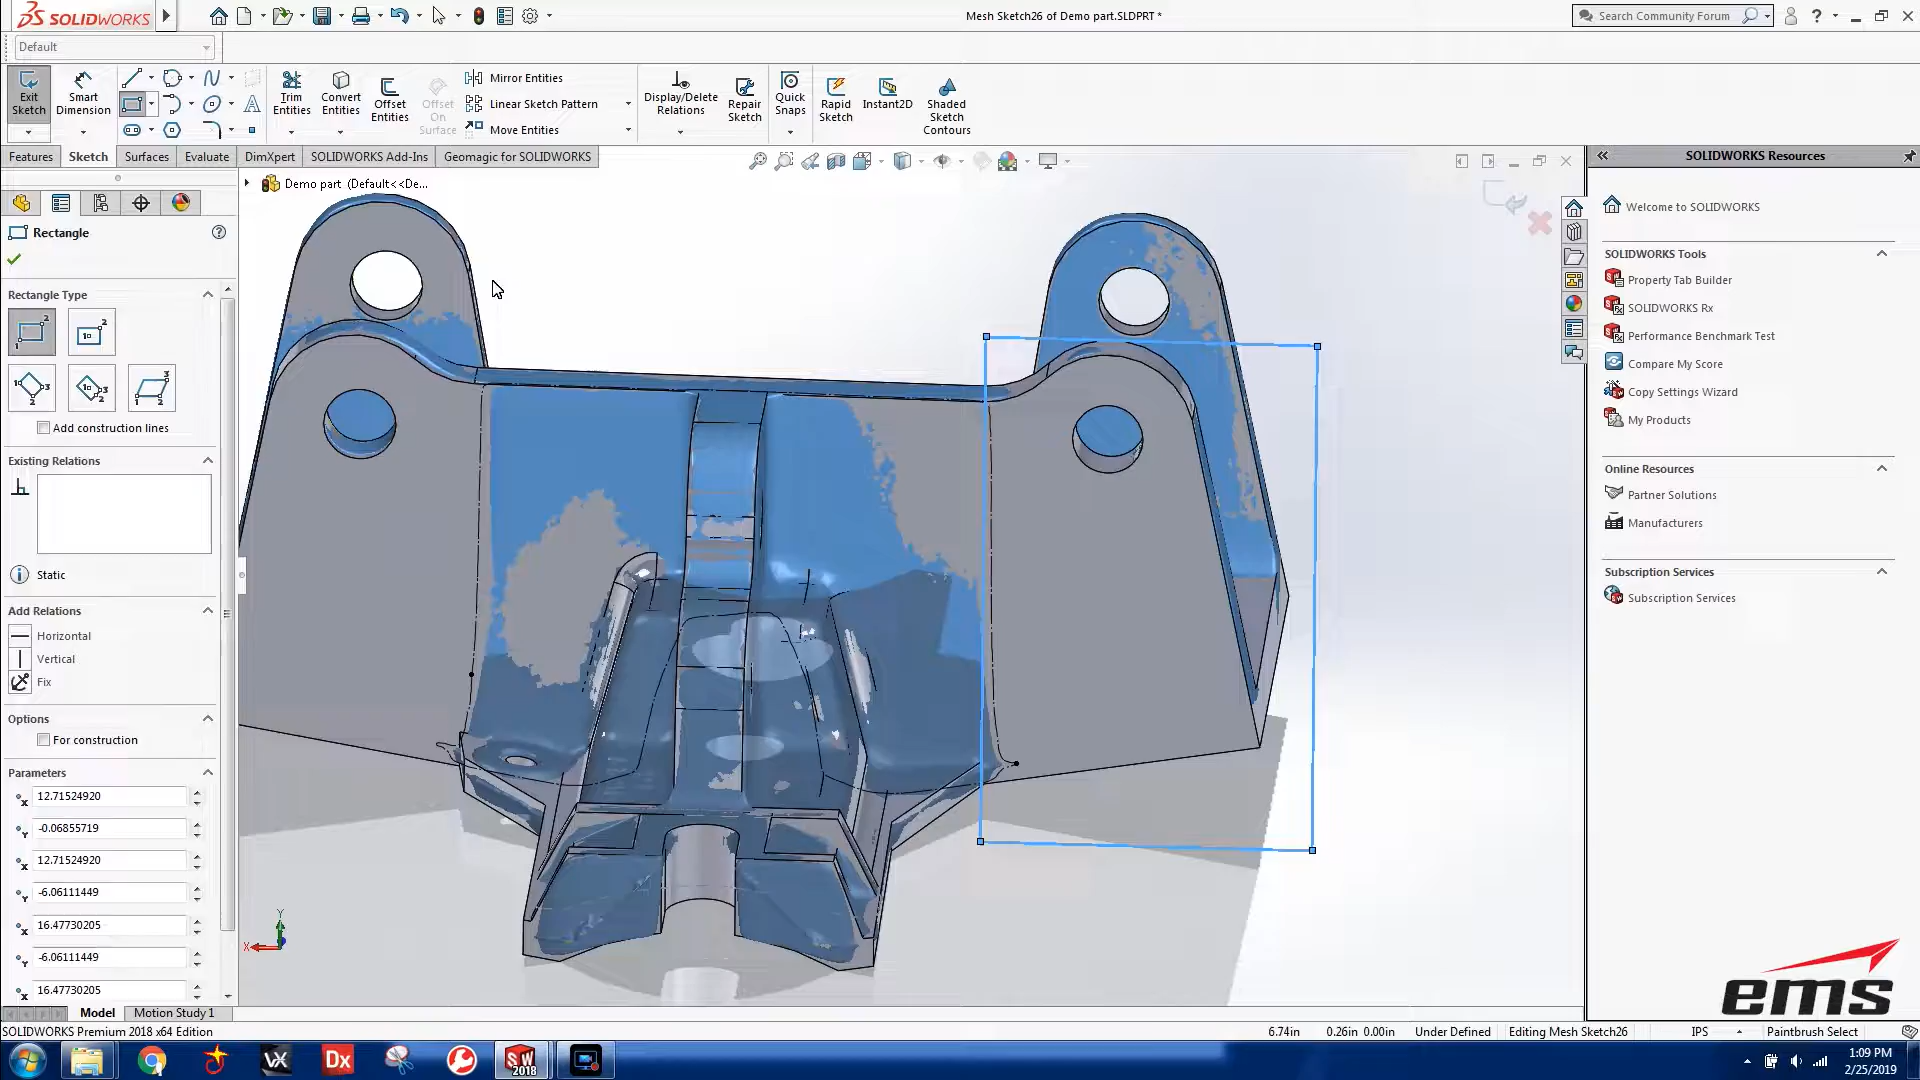 SOLIDWORKS
Mesh Sketch26 of Demo part.SLDPRT *
Search Community Forum
?
Default
Exit Sketch
Smart Dimension
Trim Entities
Convert Entities
Offset Entities
Offset On Surface
Mirror Entities
Linear Sketch Pattern
Move Entities
Display/Delete Relations
Repair Sketch
Quick Snaps
Rapid Sketch
Instant2D
Shaded Sketch Contours
Features
Sketch
Surfaces
Evaluate
DimXpert
SOLIDWORKS Add-Ins
Geomagic for SOLIDWORKS
Demo part (Default<<De...
Rectangle
?
Rectangle Type
Add construction lines
Existing Relations
Static
Add Relations
Horizontal
Vertical
Fix
Options
For construction
Parameters
12.71524920
-0.06855719
12.71524920
-6.06111449
16.47730205
-6.06111449
16.47730205
Y
X
SOLIDWORKS Resources
Welcome to SOLIDWORKS
SOLIDWORKS Tools
Property Tab Builder
SOLIDWORKS Rx
Performance Benchmark Test
Compare My Score
Copy Settings Wizard
My Products
Online Resources
Partner Solutions
Manufacturers
Subscription Services
Subscription Services
ems
Model
Motion Study 1
SOLIDWORKS Premium 2018 x64 Edition
6.74in
0.26in 0.00in
Under Defined
Editing Mesh Sketch26
IPS
Paintbrush Select
VX
Dx
SW
2018
1:09 PM
2/25/2019